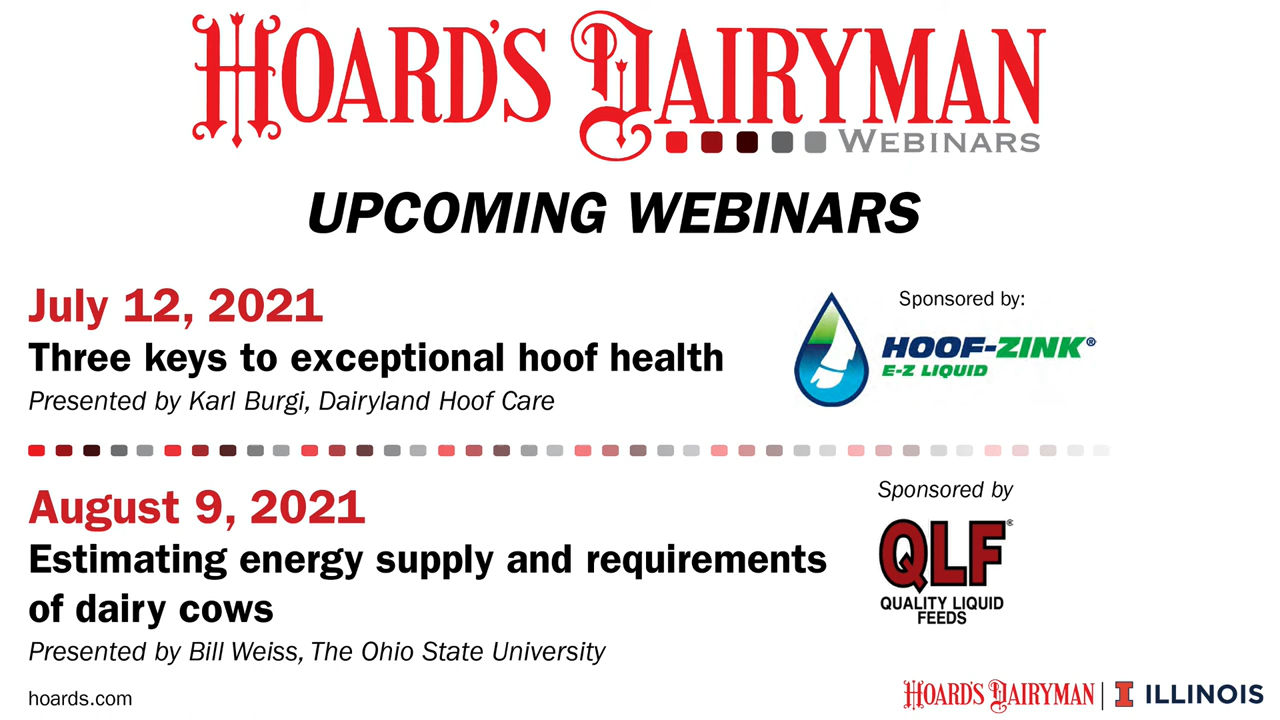 HOARD'S DAIRYMAN
WEBINARS
UPCOMING WEBINARS
July 12, 2021
Three keys to exceptional hoof health
Presented by Karl Burgi, Dairyland Hoof Care
Sponsored by:
HOOF-ZINK®
E-Z LIQUID
August 9, 2021
Estimating energy supply and requirements
of dairy cows
Presented by Bill Weiss, The Ohio State University
Sponsored by
QLF®
QUALITY LIQUID
FEEDS
hoards.com
HOARD'S DAIRYMAN | I ILLINOIS